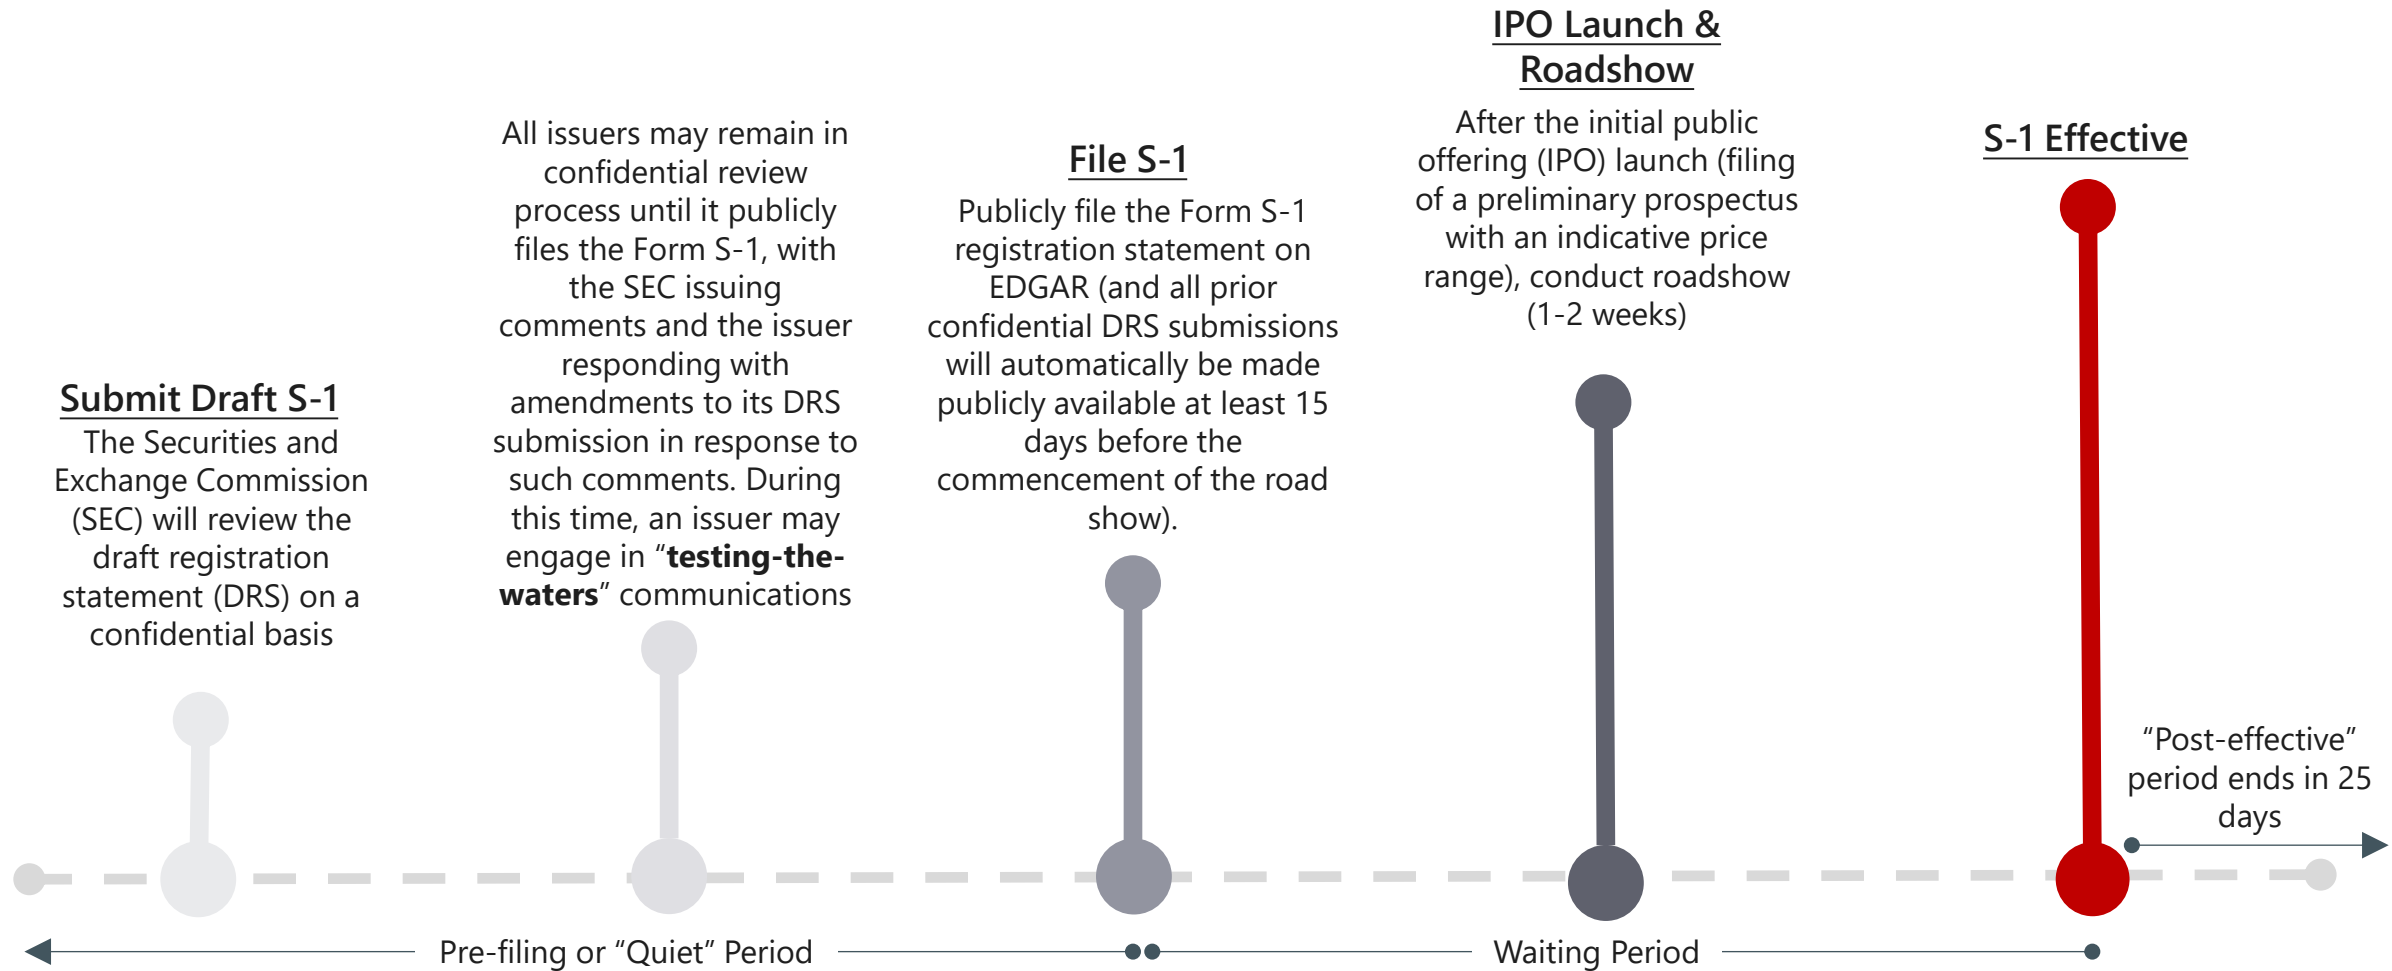 Submit Draft S-1
The Securities and
Exchange Commission
(SEC) will review the
draft registration
statement (DRS) on a
confidential basis
All issuers may remain in
confidential review
process until it publicly
files the Form S-1, with
the SEC issuing
comments and the issuer
responding with
amendments to its DRS
submission in response to
such comments. During
this time, an issuer may
engage in “testing-the-
waters” communications
File S-1
Publicly file the Form S-1
registration statement on
EDGAR (and all prior
confidential DRS submissions
will automatically be made
publicly available at least 15
days before the
commencement of the road
show).
IPO Launch &
Roadshow
After the initial public
offering (IPO) launch (filing
of a preliminary prospectus
with an indicative price
range), conduct roadshow
(1-2 weeks)
S-1 Effective
“Post-effective”
period ends in 25
days
Pre-filing or “Quiet” Period
Waiting Period